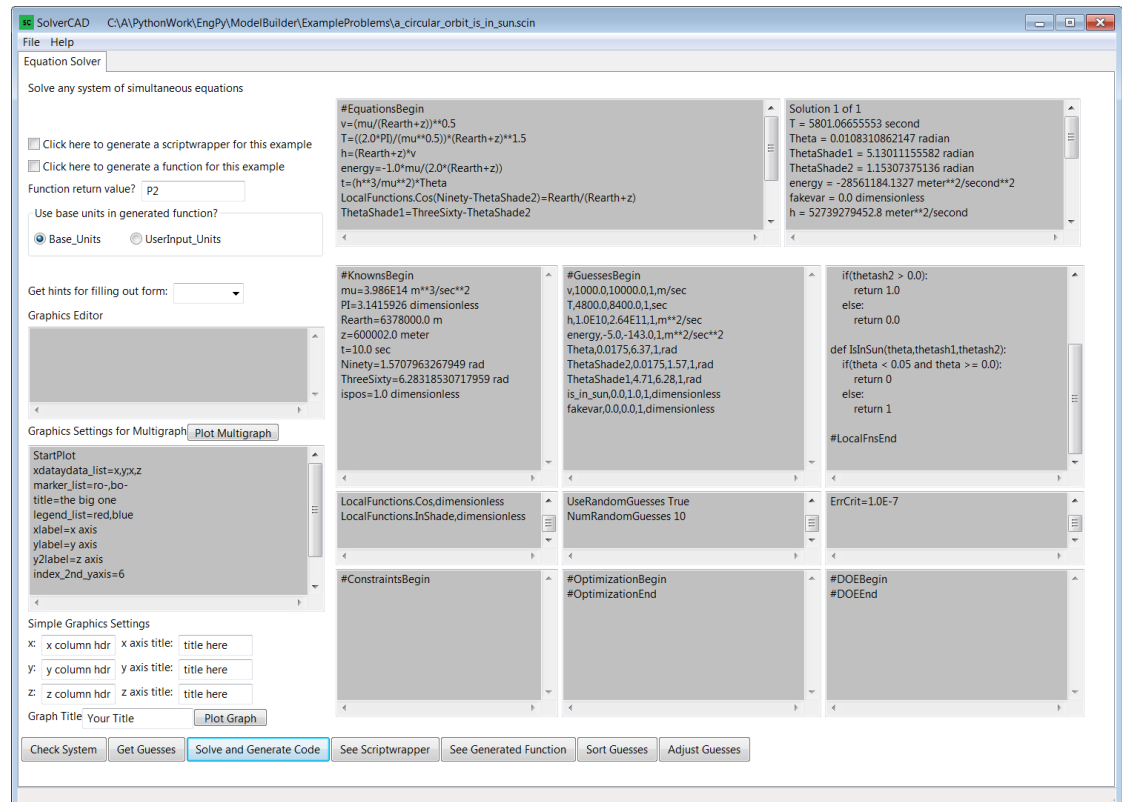 sc SolverCAD C:\A\PythonWork\EngPy\ModelBuilder\ExampleProblems\a_circular_orbit_is_in_sun.scin
File Help
Equation Solver
Solve any system of simultaneous equations
Click here to generate a scriptwrapper for this example
Click here to generate a function for this example
Function return value? P2
Use base units in generated function?
Base_Units UserInput_Units
Get hints for filling out form:
Graphics Editor
Graphics Settings for Multigraph Plot Multigraph
StartPlot
xdataydata_list=x,y;x,z
marker_list=ro-,bo-
title=the big one
legend_list=red,blue
xlabel=x axis
ylabel=y axis
y2label=z axis
index_2nd_yaxis=6
Simple Graphics Settings
x: x column hdr x axis title: title here
y: y column hdr y axis title: title here
z: z column hdr z axis title: title here
Graph Title Your Title Plot Graph
#EquationsBegin
v=(mu/(Rearth+z))**0.5
T=((2.0*PI)/(mu**0.5))*(Rearth+z)**1.5
h=(Rearth+z)*v
energy=-1.0*mu/(2.0*(Rearth+z))
t=(h**3/mu**2)*Theta
LocalFunctions.Cos(Ninety-ThetaShade2)=Rearth/(Rearth+z)
ThetaShade1=ThreeSixty-ThetaShade2
Solution 1 of 1
T = 5801.06655553 second
Theta = 0.0108310862147 radian
ThetaShade1 = 5.13011155582 radian
ThetaShade2 = 1.15307375136 radian
energy = -28561184.1327 meter**2/second**2
fakevar = 0.0 dimensionless
h = 52739279452.8 meter**2/second
#KnownsBegin
mu=3.986E14 m**3/sec**2
PI=3.1415926 dimensionless
Rearth=6378000.0 m
z=600002.0 meter
t=10.0 sec
Ninety=1.5707963267949 rad
ThreeSixty=6.28318530717959 rad
ispos=1.0 dimensionless
#GuessesBegin
v,1000.0,10000.0,1,m/sec
T,4800.0,8400.0,1,sec
h,1.0E10,2.64E11,1,m**2/sec
energy,-5.0,-143.0,1,m**2/sec**2
Theta,0.0175,6.37,1,rad
ThetaShade2,0.0175,1.57,1,rad
ThetaShade1,4.71,6.28,1,rad
is_in_sun,0.0,1.0,1,dimensionless
fakevar,0.0,0.0,1,dimensionless
if(thetash2 > 0.0):
return 1.0
else:
return 0.0
def IsInSun(theta,thetash1,thetash2):
if(theta < 0.05 and theta >= 0.0):
return 0
else:
return 1
#LocalFnsEnd
LocalFunctions.Cos,dimensionless
LocalFunctions.InShade,dimensionless
UseRandomGuesses True
NumRandomGuesses 10
ErrCrit=1.0E-7
#ConstraintsBegin
#OptimizationBegin
#OptimizationEnd
#DOEBegin
#DOEEnd
Check System Get Guesses Solve and Generate Code See Scriptwrapper See Generated Function Sort Guesses Adjust Guesses